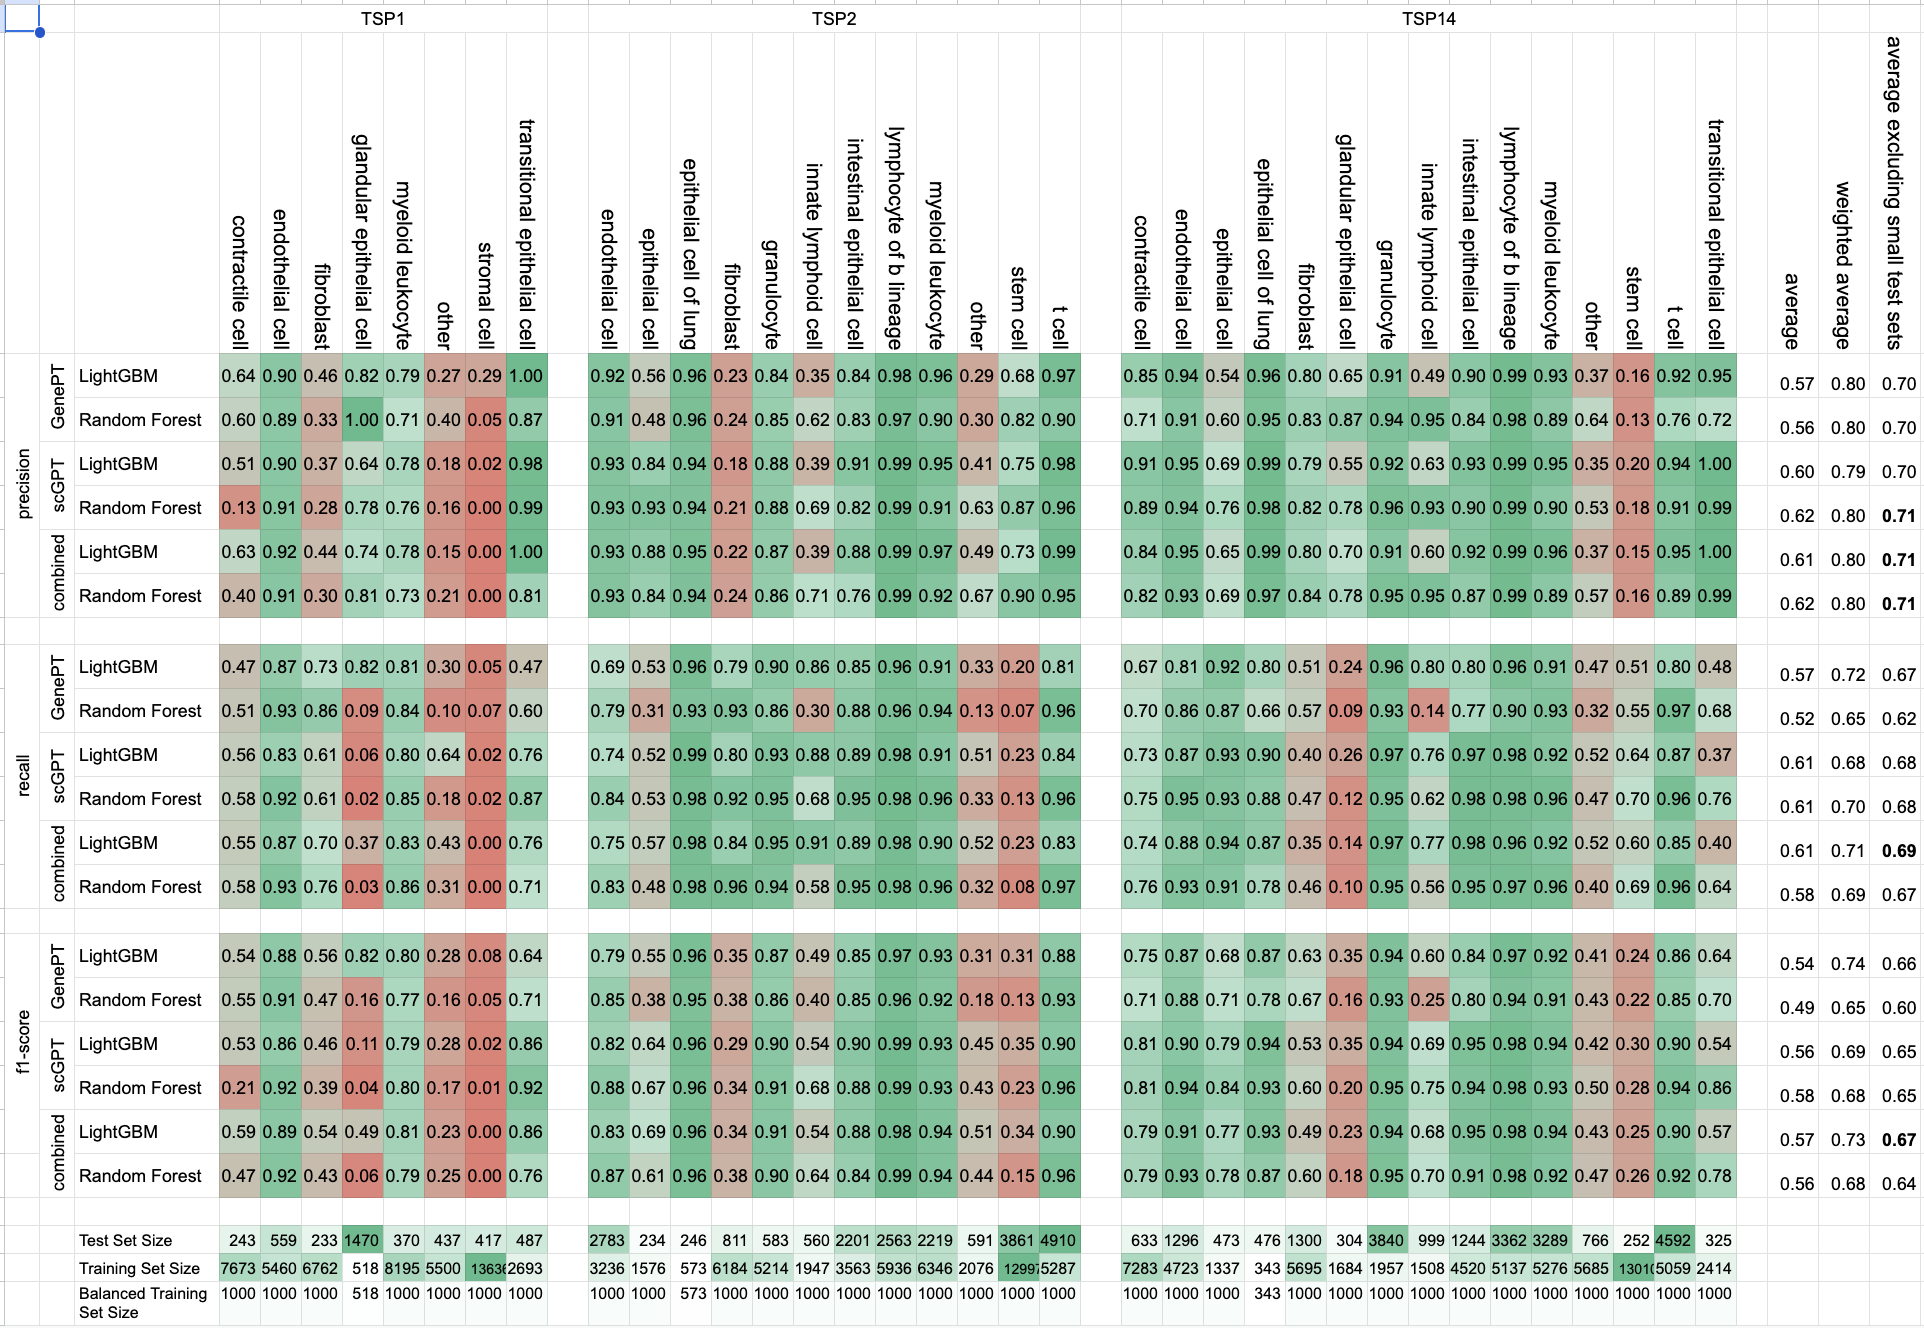 TSP1 TSP2 TSP14
contractile cell endothelial cell fibroblast glandular epithelial cell myeloid leukocyte other stromal cell transitional epithelial cell endothelial cell epithelial cell epithelial cell of lung fibroblast granulocyte innate lymphoid cell intestinal epithelial cell lymphocyte of b lineage myeloid leukocyte other stem cell t cell contractile cell endothelial cell epithelial cell epithelial cell of lung fibroblast glandular epithelial cell granulocyte innate lymphoid cell intestinal epithelial cell lymphocyte of b lineage myeloid leukocyte other stem cell t cell transitional epithelial cell average weighted average average excluding small test sets
precision
GenePT
LightGBM 0.64 0.90 0.46 0.82 0.79 0.27 0.29 1.00 0.92 0.56 0.96 0.23 0.84 0.35 0.84 0.98 0.96 0.29 0.68 0.97 0.85 0.94 0.54 0.96 0.80 0.65 0.91 0.49 0.90 0.99 0.93 0.37 0.16 0.92 0.95 0.57 0.80 0.70
Random Forest 0.60 0.89 0.33 1.00 0.71 0.40 0.05 0.87 0.91 0.48 0.96 0.24 0.85 0.62 0.83 0.97 0.90 0.30 0.82 0.90 0.71 0.91 0.60 0.95 0.83 0.87 0.94 0.95 0.84 0.98 0.89 0.64 0.13 0.76 0.72 0.56 0.80 0.70
scGPT
LightGBM 0.51 0.90 0.37 0.64 0.78 0.18 0.02 0.98 0.93 0.84 0.94 0.18 0.88 0.39 0.91 0.99 0.95 0.41 0.75 0.98 0.91 0.95 0.69 0.99 0.79 0.55 0.92 0.63 0.93 0.99 0.95 0.35 0.20 0.94 1.00 0.60 0.79 0.70
Random Forest 0.13 0.91 0.28 0.78 0.76 0.16 0.00 0.99 0.93 0.93 0.94 0.21 0.88 0.69 0.82 0.99 0.91 0.63 0.87 0.96 0.89 0.94 0.76 0.98 0.82 0.78 0.96 0.93 0.90 0.99 0.90 0.53 0.18 0.91 0.99 0.62 0.80 0.71
combined
LightGBM 0.63 0.92 0.44 0.74 0.78 0.15 0.00 1.00 0.93 0.88 0.95 0.22 0.87 0.39 0.88 0.99 0.97 0.49 0.73 0.99 0.84 0.95 0.65 0.99 0.80 0.70 0.91 0.60 0.92 0.99 0.96 0.37 0.15 0.95 1.00 0.61 0.80 0.71
Random Forest 0.40 0.91 0.30 0.81 0.73 0.21 0.00 0.81 0.93 0.84 0.94 0.24 0.86 0.71 0.76 0.99 0.92 0.67 0.90 0.95 0.82 0.93 0.69 0.97 0.84 0.78 0.95 0.95 0.87 0.99 0.89 0.57 0.16 0.89 0.99 0.62 0.80 0.71
recall
GenePT
LightGBM 0.47 0.87 0.73 0.82 0.81 0.30 0.05 0.47 0.69 0.53 0.96 0.79 0.90 0.86 0.85 0.96 0.91 0.33 0.20 0.81 0.67 0.81 0.92 0.80 0.51 0.24 0.96 0.80 0.80 0.96 0.91 0.47 0.51 0.80 0.48 0.57 0.72 0.67
Random Forest 0.51 0.93 0.86 0.09 0.84 0.10 0.07 0.60 0.79 0.31 0.93 0.93 0.86 0.30 0.88 0.96 0.94 0.13 0.07 0.96 0.70 0.86 0.87 0.66 0.57 0.09 0.93 0.14 0.77 0.90 0.93 0.32 0.55 0.97 0.68 0.52 0.65 0.62
scGPT
LightGBM 0.56 0.83 0.61 0.06 0.80 0.64 0.02 0.76 0.74 0.52 0.99 0.80 0.93 0.88 0.89 0.98 0.91 0.51 0.23 0.84 0.73 0.87 0.93 0.90 0.40 0.26 0.97 0.76 0.97 0.98 0.92 0.52 0.64 0.87 0.37 0.61 0.68 0.68
Random Forest 0.58 0.92 0.61 0.02 0.85 0.18 0.02 0.87 0.84 0.53 0.98 0.92 0.95 0.68 0.95 0.98 0.96 0.33 0.13 0.96 0.75 0.95 0.93 0.88 0.47 0.12 0.95 0.62 0.98 0.98 0.96 0.47 0.70 0.96 0.76 0.61 0.70 0.68
combined
LightGBM 0.55 0.87 0.70 0.37 0.83 0.43 0.00 0.76 0.75 0.57 0.98 0.84 0.95 0.91 0.89 0.98 0.90 0.52 0.23 0.83 0.74 0.88 0.94 0.87 0.35 0.14 0.97 0.77 0.98 0.96 0.92 0.52 0.60 0.85 0.40 0.61 0.71 0.69
Random Forest 0.58 0.93 0.76 0.03 0.86 0.31 0.00 0.71 0.83 0.48 0.98 0.96 0.94 0.58 0.95 0.98 0.96 0.32 0.08 0.97 0.76 0.93 0.91 0.78 0.46 0.10 0.95 0.56 0.95 0.97 0.96 0.40 0.69 0.96 0.64 0.58 0.69 0.67
f1-score
GenePT
LightGBM 0.54 0.88 0.56 0.82 0.80 0.28 0.08 0.64 0.79 0.55 0.96 0.35 0.87 0.49 0.85 0.97 0.93 0.31 0.31 0.88 0.75 0.87 0.68 0.87 0.63 0.35 0.94 0.60 0.84 0.97 0.92 0.41 0.24 0.86 0.64 0.54 0.74 0.66
Random Forest 0.55 0.91 0.47 0.16 0.77 0.16 0.05 0.71 0.85 0.38 0.95 0.38 0.86 0.40 0.85 0.96 0.92 0.18 0.13 0.93 0.71 0.88 0.71 0.78 0.67 0.16 0.93 0.25 0.80 0.94 0.91 0.43 0.22 0.85 0.70 0.49 0.65 0.60
scGPT
LightGBM 0.53 0.86 0.46 0.11 0.79 0.28 0.02 0.86 0.82 0.64 0.96 0.29 0.90 0.54 0.90 0.99 0.93 0.45 0.35 0.90 0.81 0.90 0.79 0.94 0.53 0.35 0.94 0.69 0.95 0.98 0.94 0.42 0.30 0.90 0.54 0.56 0.69 0.65
Random Forest 0.21 0.92 0.39 0.04 0.80 0.17 0.01 0.92 0.88 0.67 0.96 0.34 0.91 0.68 0.88 0.99 0.93 0.43 0.23 0.96 0.81 0.94 0.84 0.93 0.60 0.20 0.95 0.75 0.94 0.98 0.93 0.50 0.28 0.94 0.86 0.58 0.68 0.65
combined
LightGBM 0.59 0.89 0.54 0.49 0.81 0.23 0.00 0.86 0.83 0.69 0.96 0.34 0.91 0.54 0.88 0.98 0.94 0.51 0.34 0.90 0.79 0.91 0.77 0.93 0.49 0.23 0.94 0.68 0.95 0.98 0.94 0.43 0.25 0.90 0.57 0.57 0.73 0.67
Random Forest 0.47 0.92 0.43 0.06 0.79 0.25 0.00 0.76 0.87 0.61 0.96 0.38 0.90 0.64 0.84 0.99 0.94 0.44 0.15 0.96 0.79 0.93 0.78 0.87 0.60 0.18 0.95 0.70 0.91 0.98 0.92 0.47 0.26 0.92 0.78 0.56 0.68 0.64
Test Set Size 243 559 233 1470 370 437 417 487 2783 234 246 811 583 560 2201 2563 2219 591 3861 4910 633 1296 473 476 1300 304 3840 999 1244 3362 3289 766 252 4592 325
Training Set Size 7673 5460 6762 518 8195 5500 1363 2693 3236 1576 573 6184 5214 1947 3563 5936 6346 2076 1299 5287 7283 4723 1337 343 5695 1684 1957 1508 4520 5137 5276 5685 1301 5059 2414
Balanced Training 1000 1000 1000 518 1000 1000 1000 1000 1000 1000 573 1000 1000 1000 1000 1000 1000 1000 1000 1000 1000 1000 1000 343 1000 1000 1000 1000 1000 1000 1000 1000 1000 1000 1000
Set Size